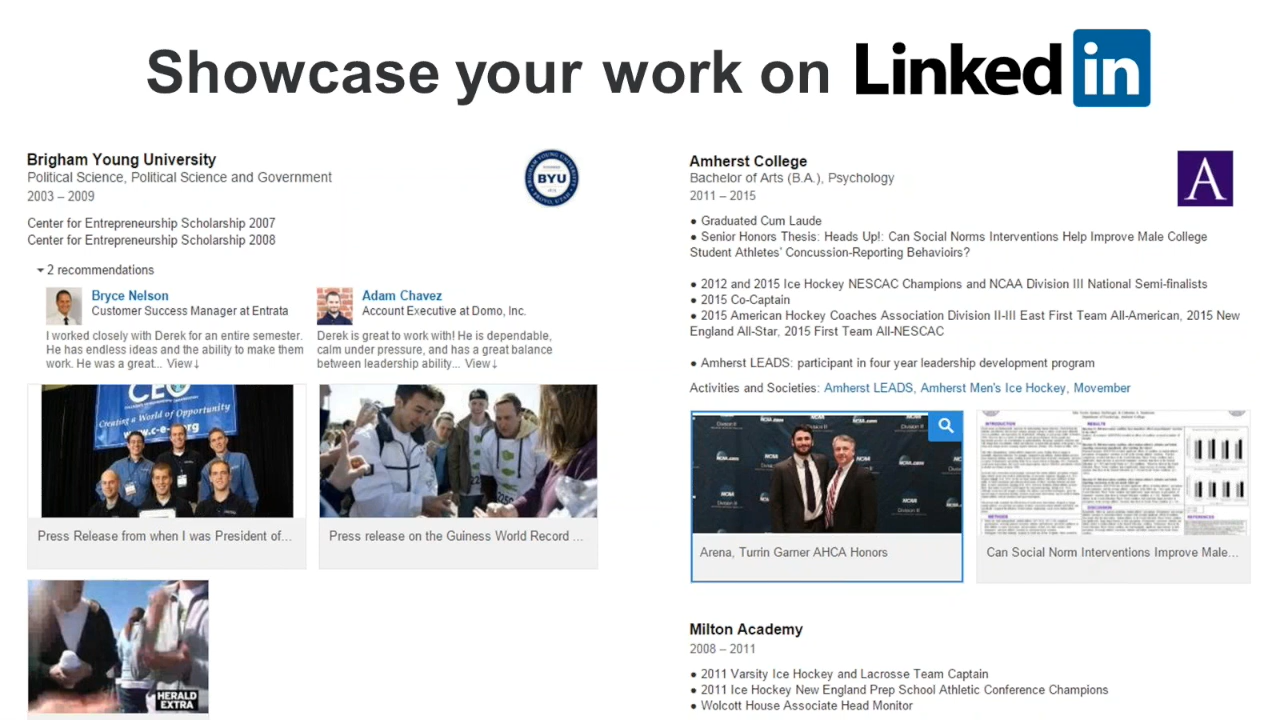 Showcase your work on Linkedin
Brigham Young University
Political Science, Political Science and Government
2003 – 2009
Center for Entrepreneurship Scholarship 2007
Center for Entrepreneurship Scholarship 2008
2 recommendations
Bryce Nelson
Customer Success Manager at Entrata
I worked closely with Derek for an entire semester.
He has endless ideas and the ability to make them
work. He was a great... View↓
Adam Chavez
Account Executive at Domo, Inc.
Derek is great to work with! He is dependable,
calm under pressure, and has a great balance
between leadership ability... View↓
BYU
CEO
Creating a World of Opportunity
www.c-e-o.org
Press Release from when I was President of...
Press release on the Guiness World Record ...
HERALD
EXTRA
Amherst College
Bachelor of Arts (B.A.), Psychology
2011 – 2015
A
● Graduated Cum Laude
● Senior Honors Thesis: Heads Up!: Can Social Norms Interventions Help Improve Male College
Student Athletes' Concussion-Reporting Behavioirs?
● 2012 and 2015 Ice Hockey NESCAC Champions and NCAA Division III National Semi-finalists
● 2015 Co-Captain
● 2015 American Hockey Coaches Association Division II-III East First Team All-American, 2015 New
England All-Star, 2015 First Team All-NESCAC
● Amherst LEADS: participant in four year leadership development program
Activities and Societies: Amherst LEADS, Amherst Men's Ice Hockey, Movember
NCAA
Arena, Turrin Garner AHCA Honors
INTRODUCTION
RESULTS
METHODS
DISCUSSION
REFERENCES
Can Social Norm Interventions Improve Male...
Milton Academy
2008 – 2011
● 2011 Varsity Ice Hockey and Lacrosse Team Captain
● 2011 Ice Hockey New England Prep School Athletic Conference Champions
● Wolcott House Associate Head Monitor